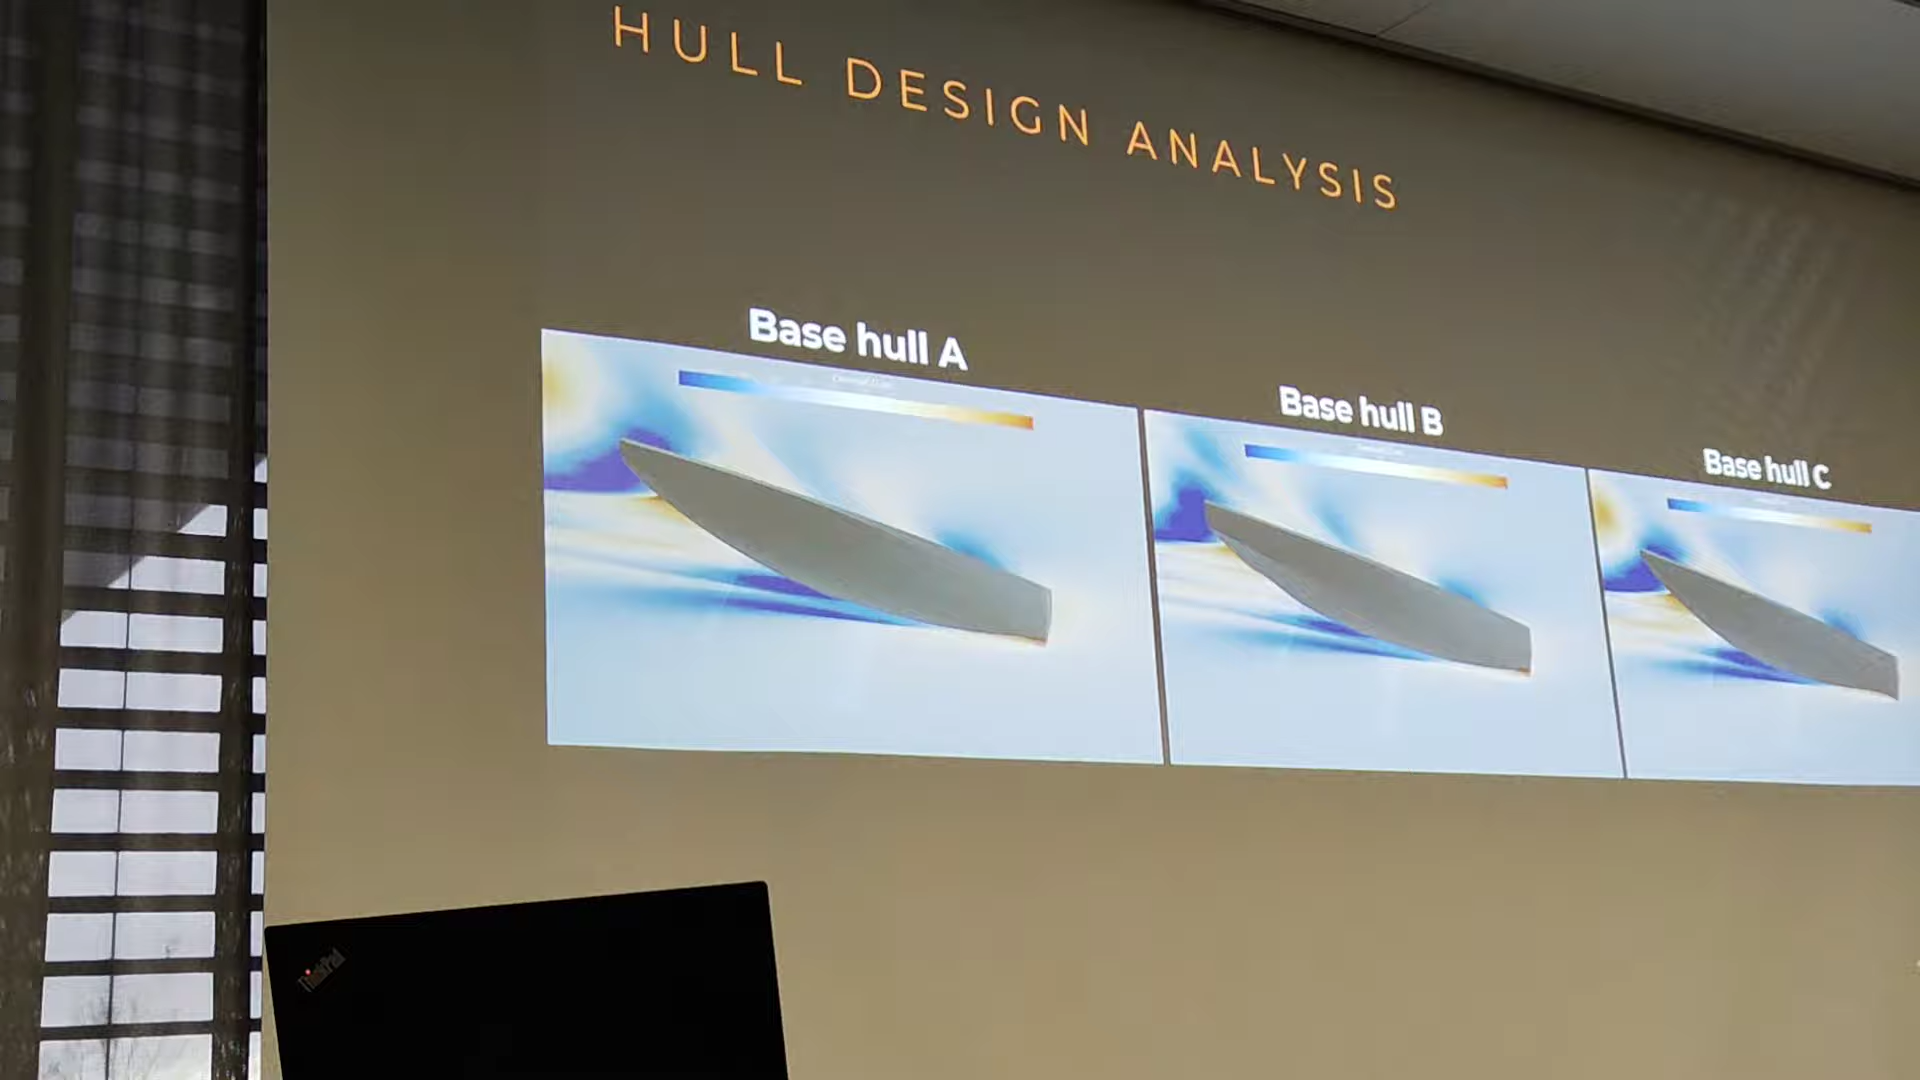 HULL DESIGN ANALYSIS
Base hull A
Base hull B
Base hull C
ThinkPad